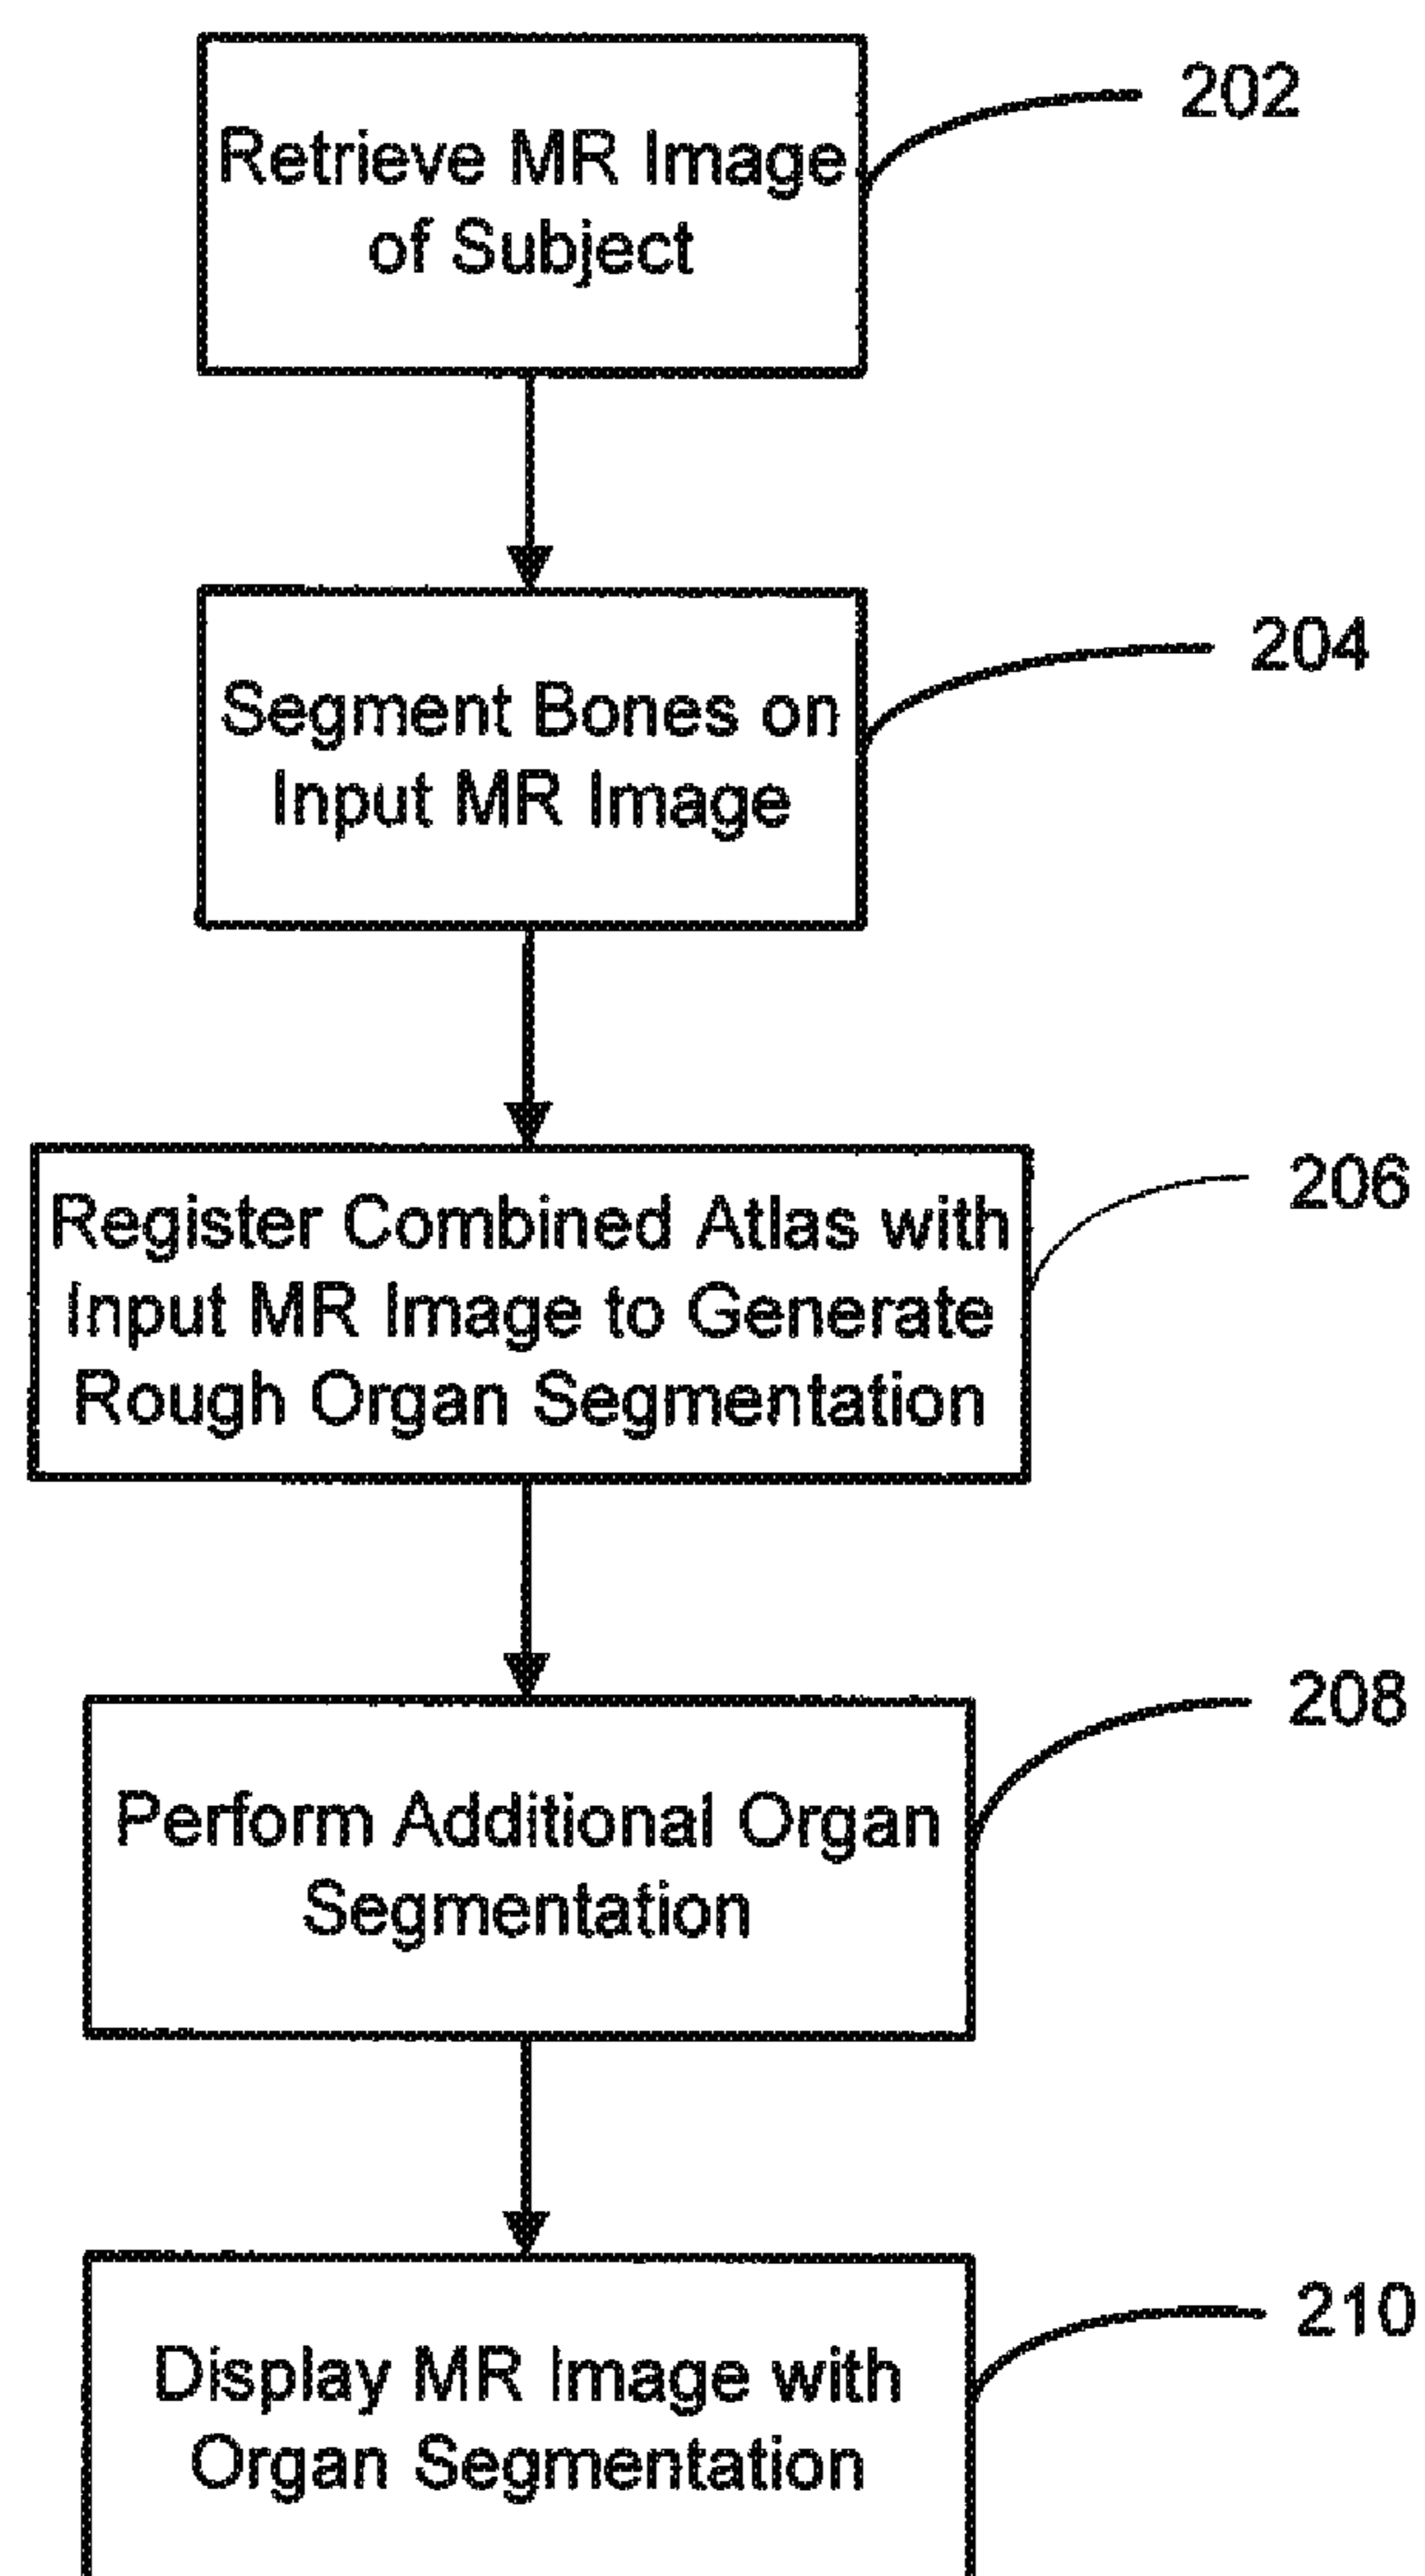 Retrieve MR Image
of Subject
202
Segment Bones on
Input MR Image
204
Register Combined Atlas with
Input MR Image to Generate
Rough Organ Segmentation
206
Perform Additional Organ
Segmentation
208
Display MR Image with
Organ Segmentation
210